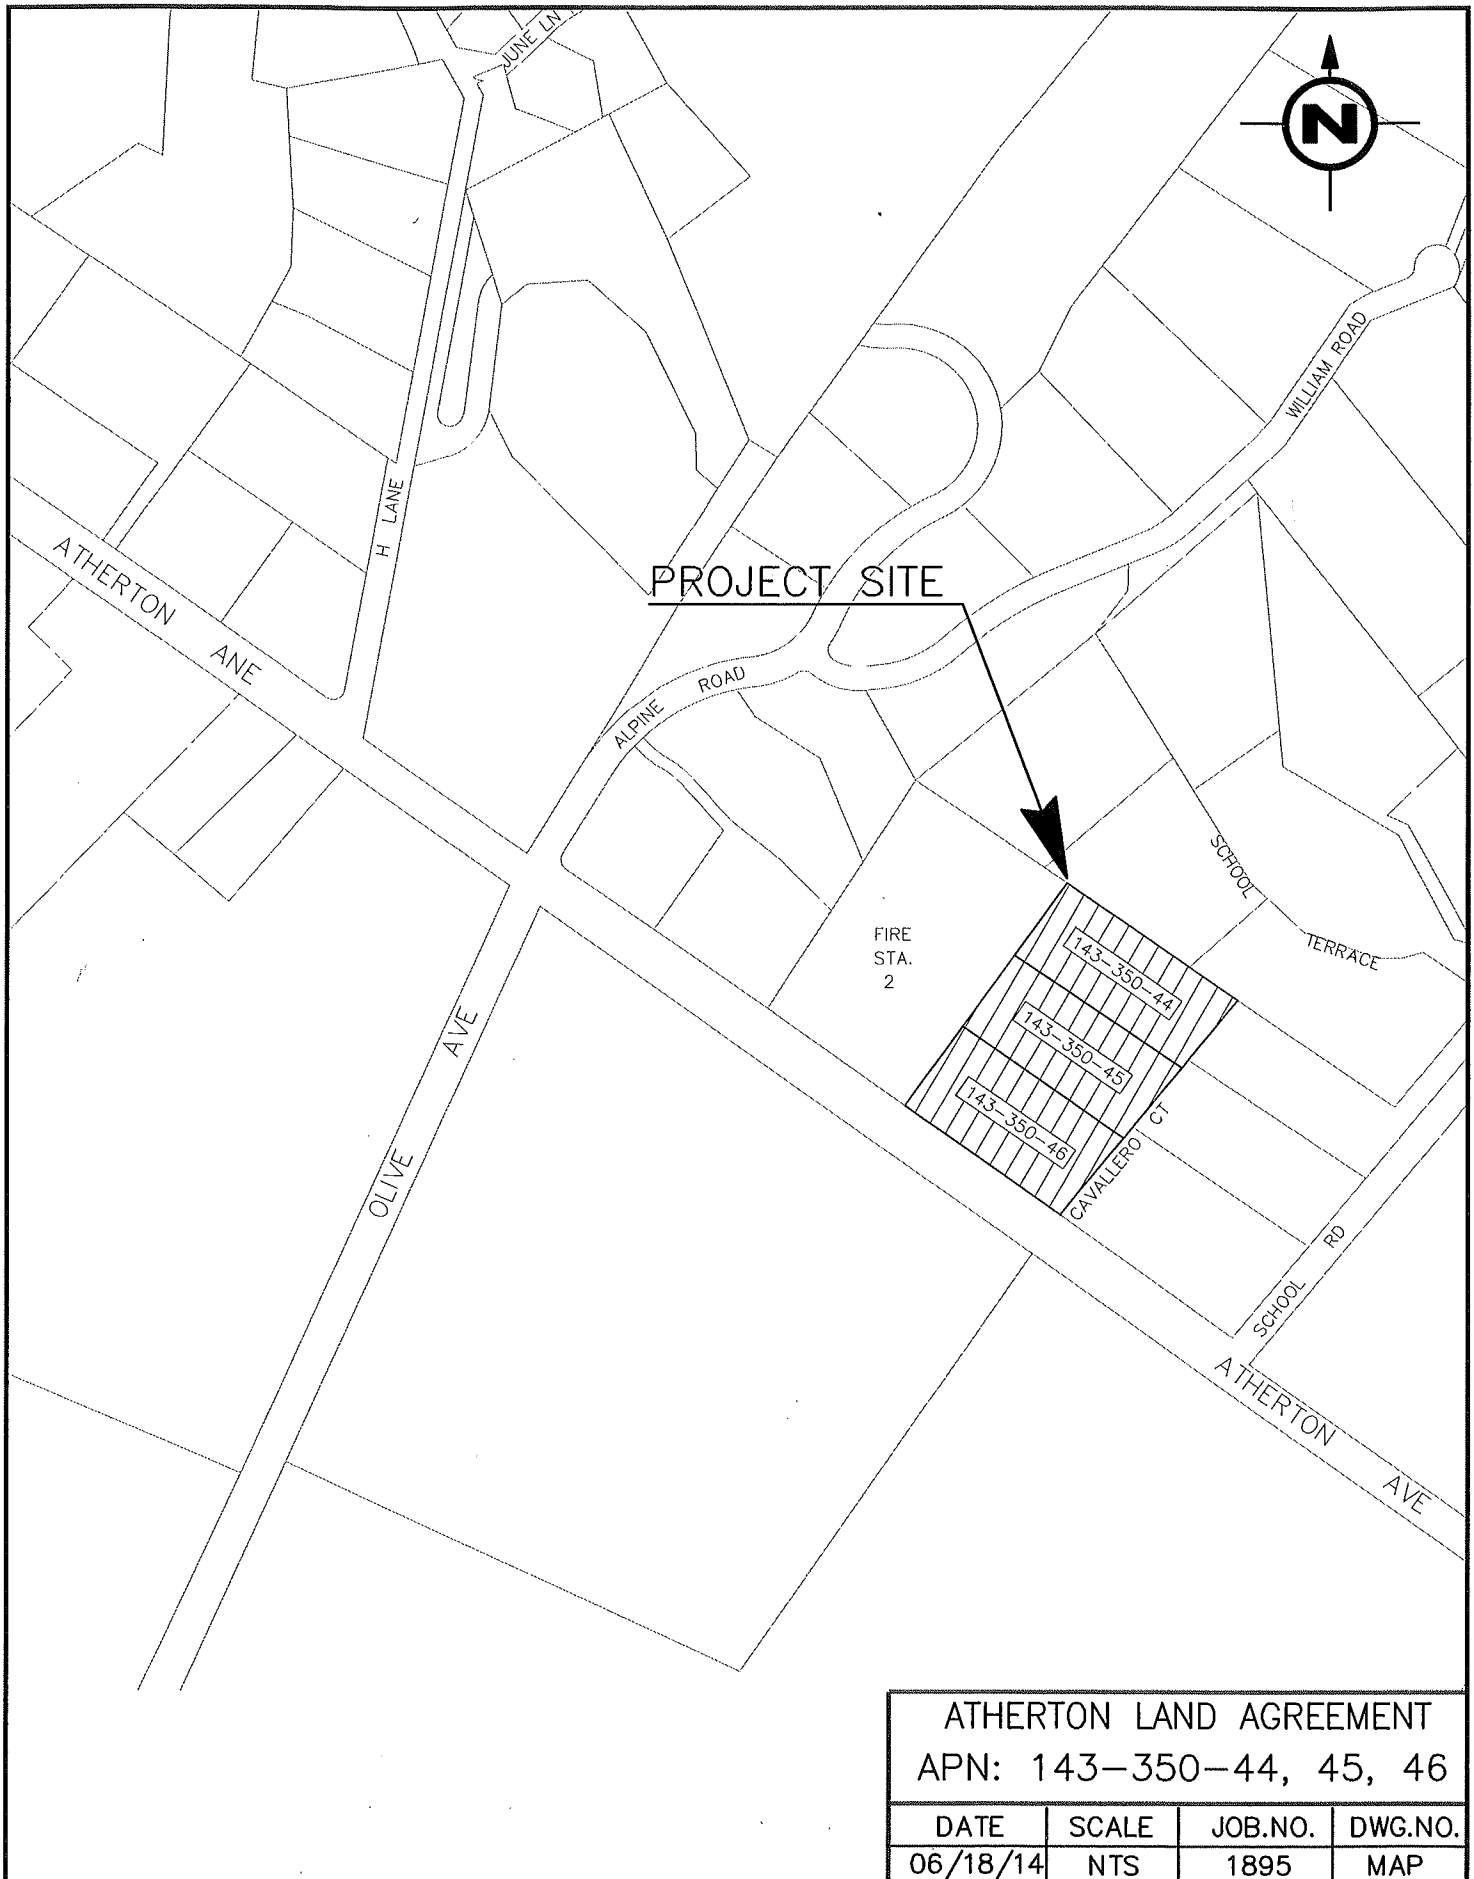 JUNE LN
N
WILLIAM ROAD
H LANE
ATHERTON ANE
PROJECT SITE
ALPINE ROAD
SCHOOL TERRACE
FIRE
STA.
2
143-350-44
143-350-45
143-350-46
CAVALLERO CT
OLIVE AVE
SCHOOL RD
ATHERTON AVE
ATHERTON LAND AGREEMENT
APN: 143-350-44, 45, 46
DATE SCALE JOB.NO. DWG.NO.
06/18/14 NTS 1895 MAP